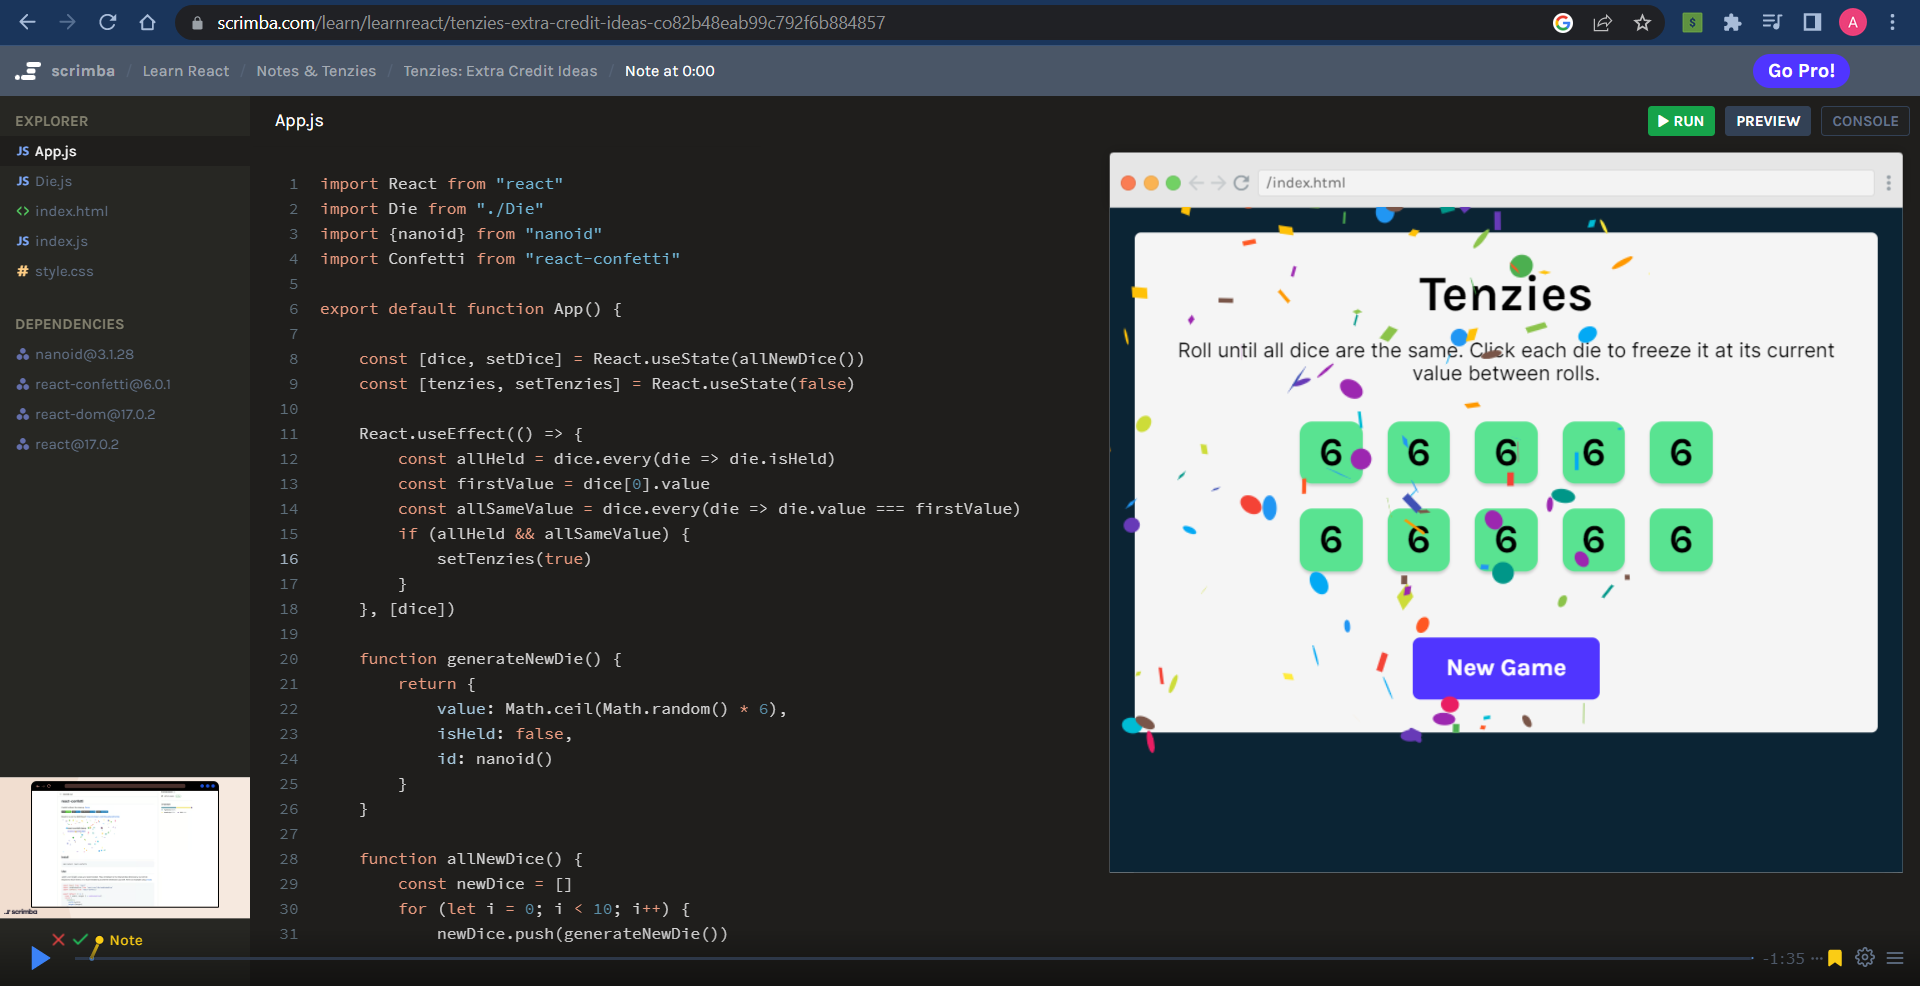 scrimba.com/learn/learnreact/tenzies-extra-credit-ideas-co82b48eab99c792f6b884857
A
scrimba / Learn React / Notes & Tenzies / Tenzies: Extra Credit Ideas / Note at 0:00
Go Pro!
EXPLORER
JS App.js
JS Die.js
<> index.html
JS index.js
# style.css
DEPENDENCIES
nanoid@3.1.28
react-confetti@6.0.1
react-dom@17.0.2
react@17.0.2
App.js
RUN
PREVIEW
CONSOLE
1 import React from "react"
2 import Die from "./Die"
3 import {nanoid} from "nanoid"
4 import Confetti from "react-confetti"
5
6 export default function App() {
7
8 const [dice, setDice] = React.useState(allNewDice())
9 const [tenzies, setTenzies] = React.useState(false)
10
11 React.useEffect(() => {
12 const allHeld = dice.every(die => die.isHeld)
13 const firstValue = dice[0].value
14 const allSameValue = dice.every(die => die.value === firstValue)
15 if (allHeld && allSameValue) {
16 setTenzies(true)
17 }
18 }, [dice])
19
20 function generateNewDie() {
21 return {
22 value: Math.ceil(Math.random() * 6),
23 isHeld: false,
24 id: nanoid()
25 }
26 }
27
28 function allNewDice() {
29 const newDice = []
30 for (let i = 0; i < 10; i++) {
31 newDice.push(generateNewDie())
/index.html
Tenzies
Roll until all dice are the same. Click each die to freeze it at its current
value between rolls.
6 6 6 6 6
6 6 6 6 6
New Game
scrimba
Note
-1:35